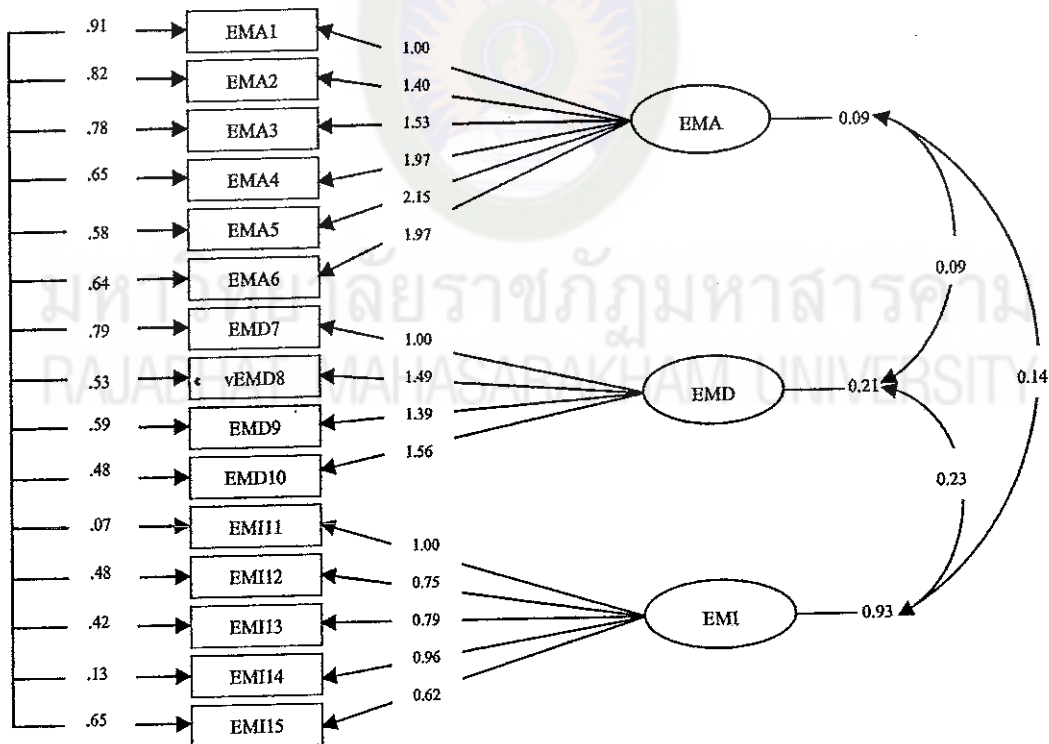 .91 EMA1 1.00
.82 EMA2 1.40
.78 EMA3 1.53
.65 EMA4 1.97
.58 EMA5 2.15
.64 EMA6 1.97
EMA 0.09
0.09
0.14
มหาวิทยาลัยราชภัฏมหาสารคาม
RAJABHAT MAHASARAKHAM UNIVERSITY
.79 EMD7 1.00
.53 vEMD8 1.49
.59 EMD9 1.39
.48 EMD10 1.56
EMD 0.21
0.23
.07 EMI11 1.00
.48 EMI12 0.75
.42 EMI13 0.79
.13 EMI14 0.96
.65 EMI15 0.62
EMI 0.93